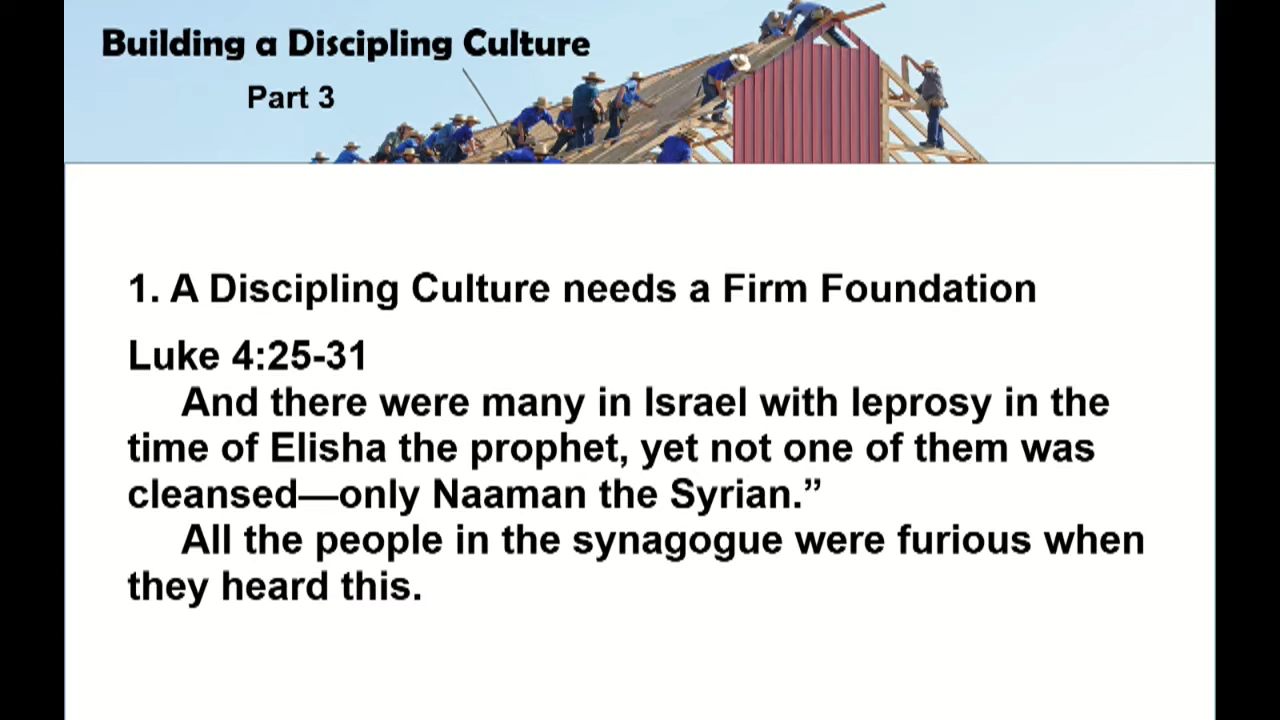 Building a Discipling Culture
Part 3
1. A Discipling Culture needs a Firm Foundation
Luke 4:25-31
And there were many in Israel with leprosy in the
time of Elisha the prophet, yet not one of them was
cleansed—only Naaman the Syrian.”
All the people in the synagogue were furious when
they heard this.